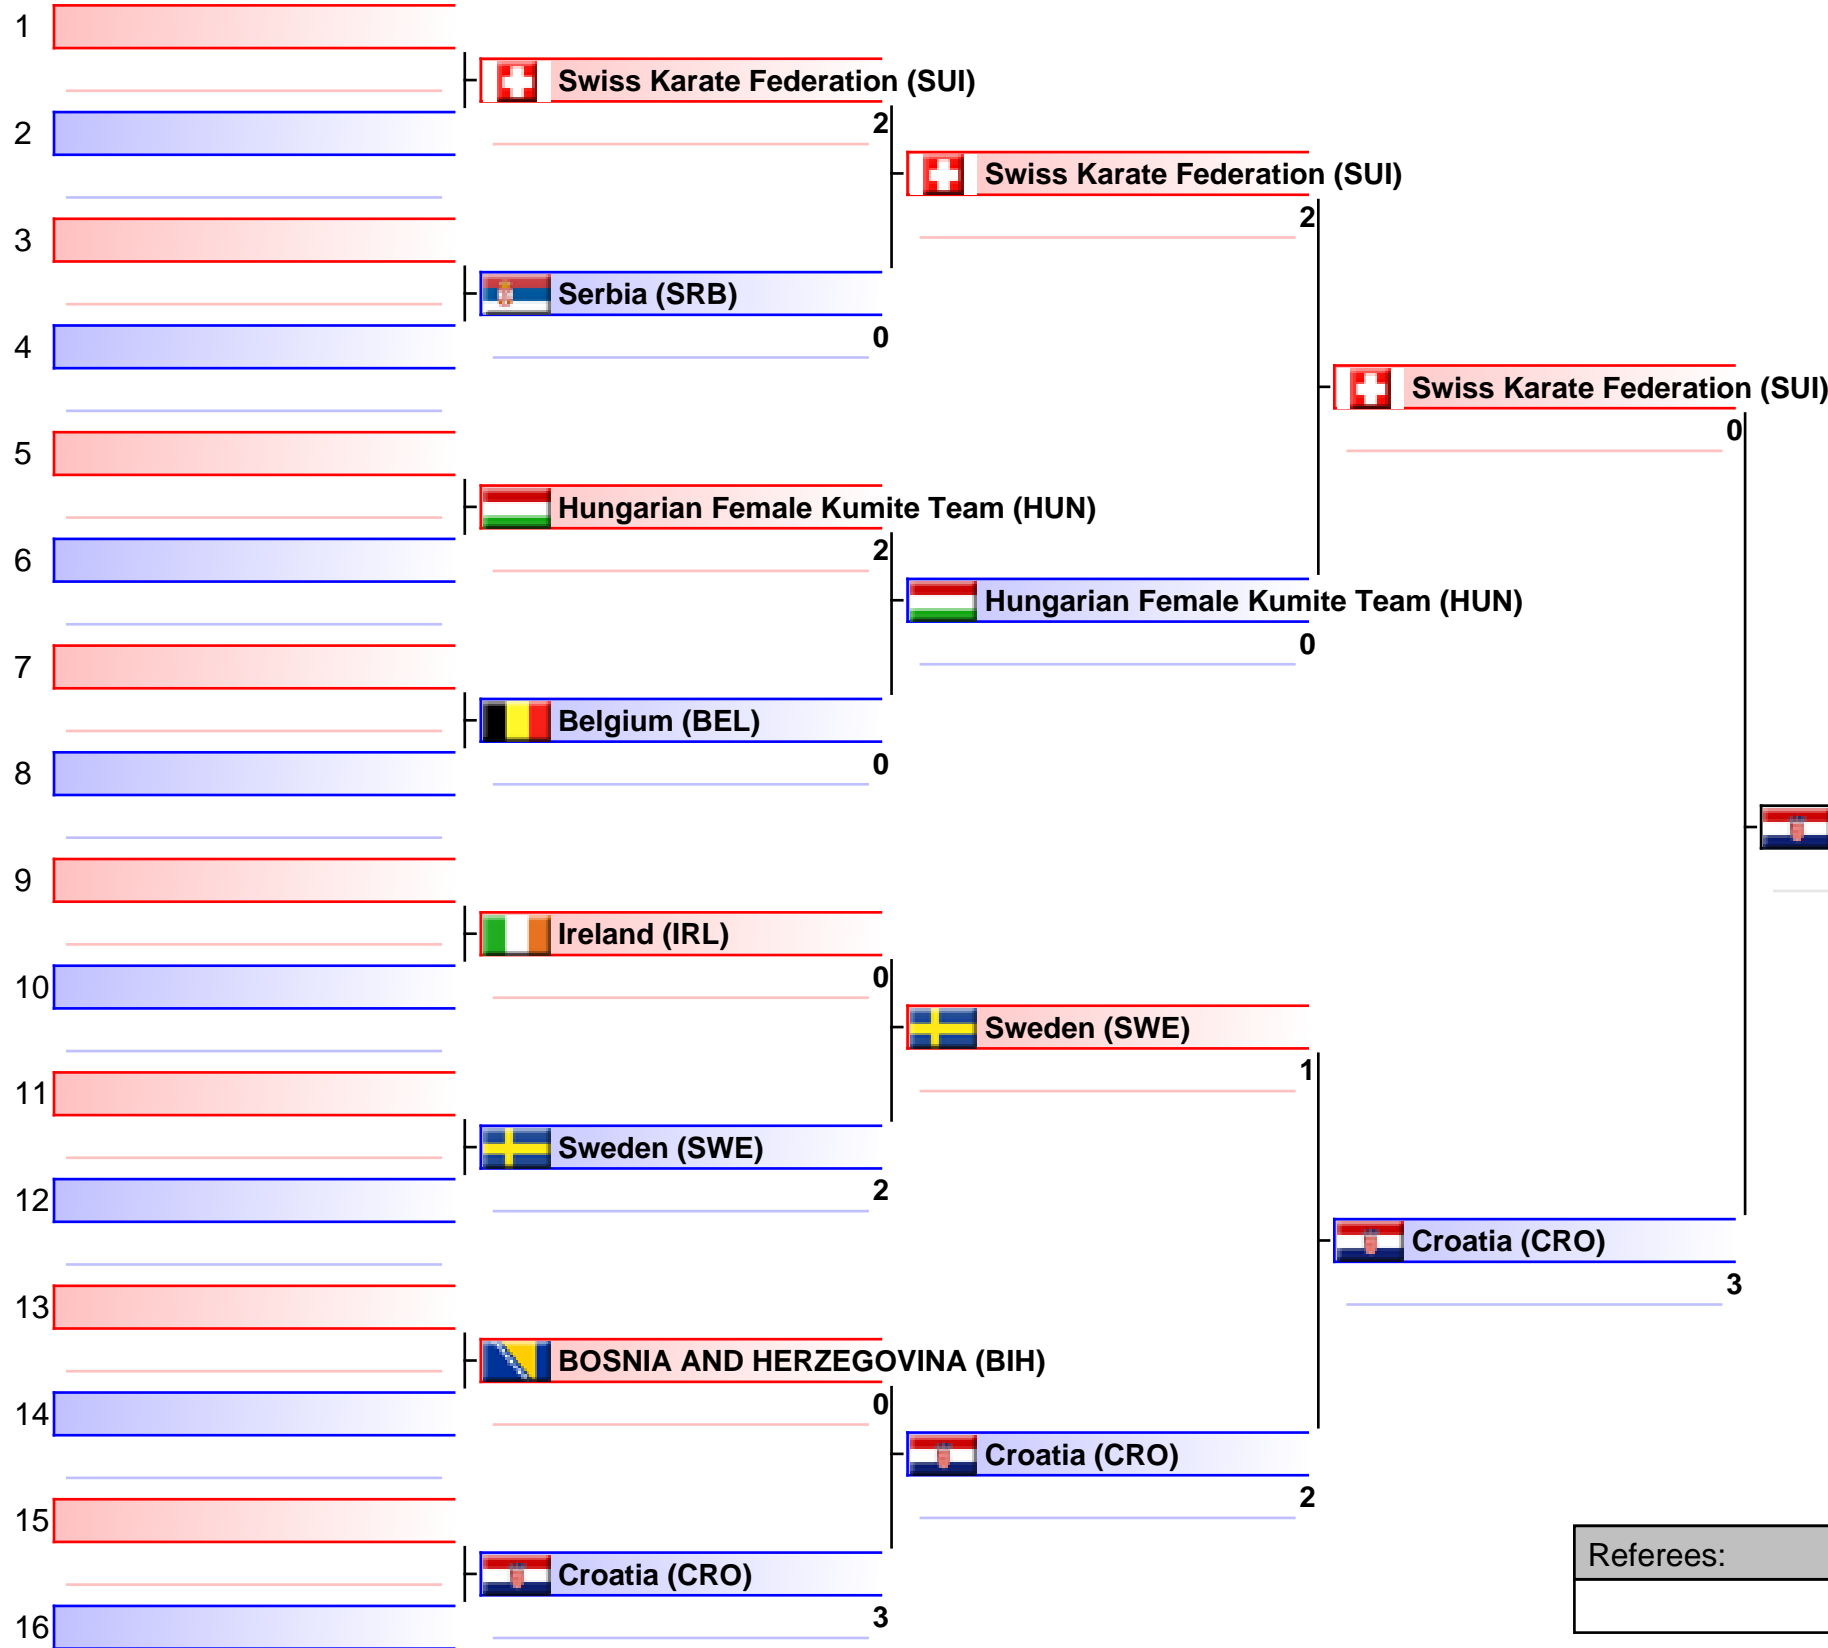 1
Swiss Karate Federation (SUI)
2
2
Swiss Karate Federation (SUI)
2
3
Serbia (SRB)
0
4
Swiss Karate Federation (SUI)
0
5
Hungarian Female Kumite Team (HUN)
2
6
Hungarian Female Kumite Team (HUN)
0
7
Belgium (BEL)
0
8
9
Ireland (IRL)
0
10
Sweden (SWE)
1
11
Sweden (SWE)
2
12
Croatia (CRO)
3
13
BOSNIA AND HERZEGOVINA (BIH)
0
14
Croatia (CRO)
2
15
Croatia (CRO)
3
16
Referees: